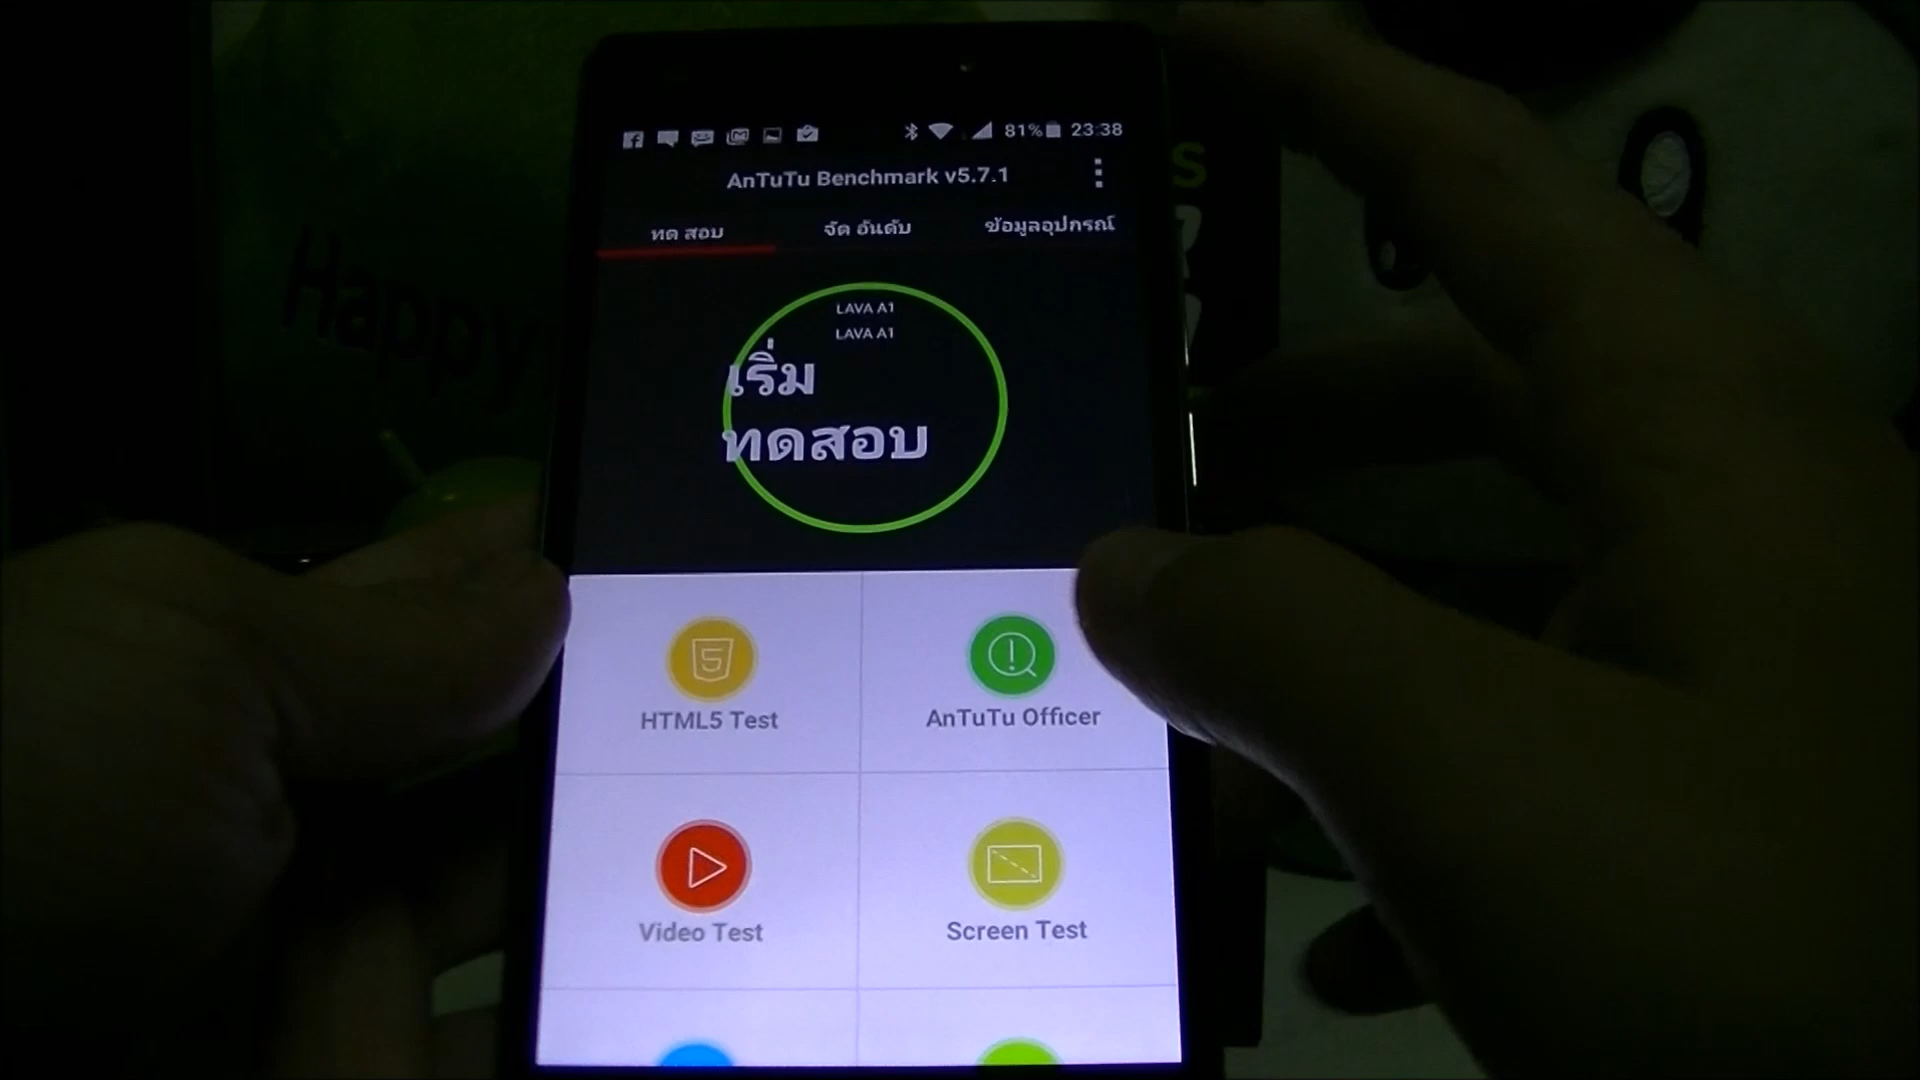 81% 23:38
AnTuTu Benchmark v5.7.1
ทด สอบ จัด อันดับ ข้อมูลอุปกรณ์
LAVA A1
LAVA A1
เริ่ม
ทดสอบ
HTML5 Test AnTuTu Officer
Video Test Screen Test
Happy
S